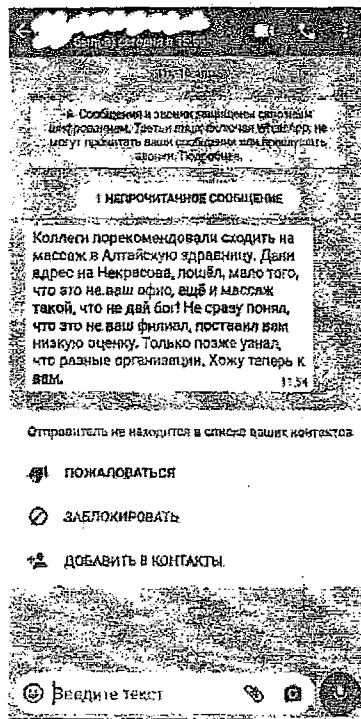 Сообщения и звонки защищены сквозным
шифрованием. Третьи лица, включая WhatsApp, не
могут прочитать ваши сообщения или прослушать
звонки. Подробнее.
1 НЕПРОЧИТАННОЕ СООБЩЕНИЕ
Коллеги порекомендовали сходить на
массаж в Алтайскую здравницу. Дали
адрес на Некрасова, пошёл, мало того,
что это не ваш офис, ещё и массаж
такой, что не дай бог! Не сразу понял,
что это не ваш филиал, поставил вам
низкую оценку. Только позже узнал,
что разные организации. Хожу теперь к
вам.
11:54
Отправитель не находится в списке ваших контактов
ПОЖАЛОВАТЬСЯ
ЗАБЛОКИРОВАТЬ
ДОБАВИТЬ В КОНТАКТЫ
Введите текст